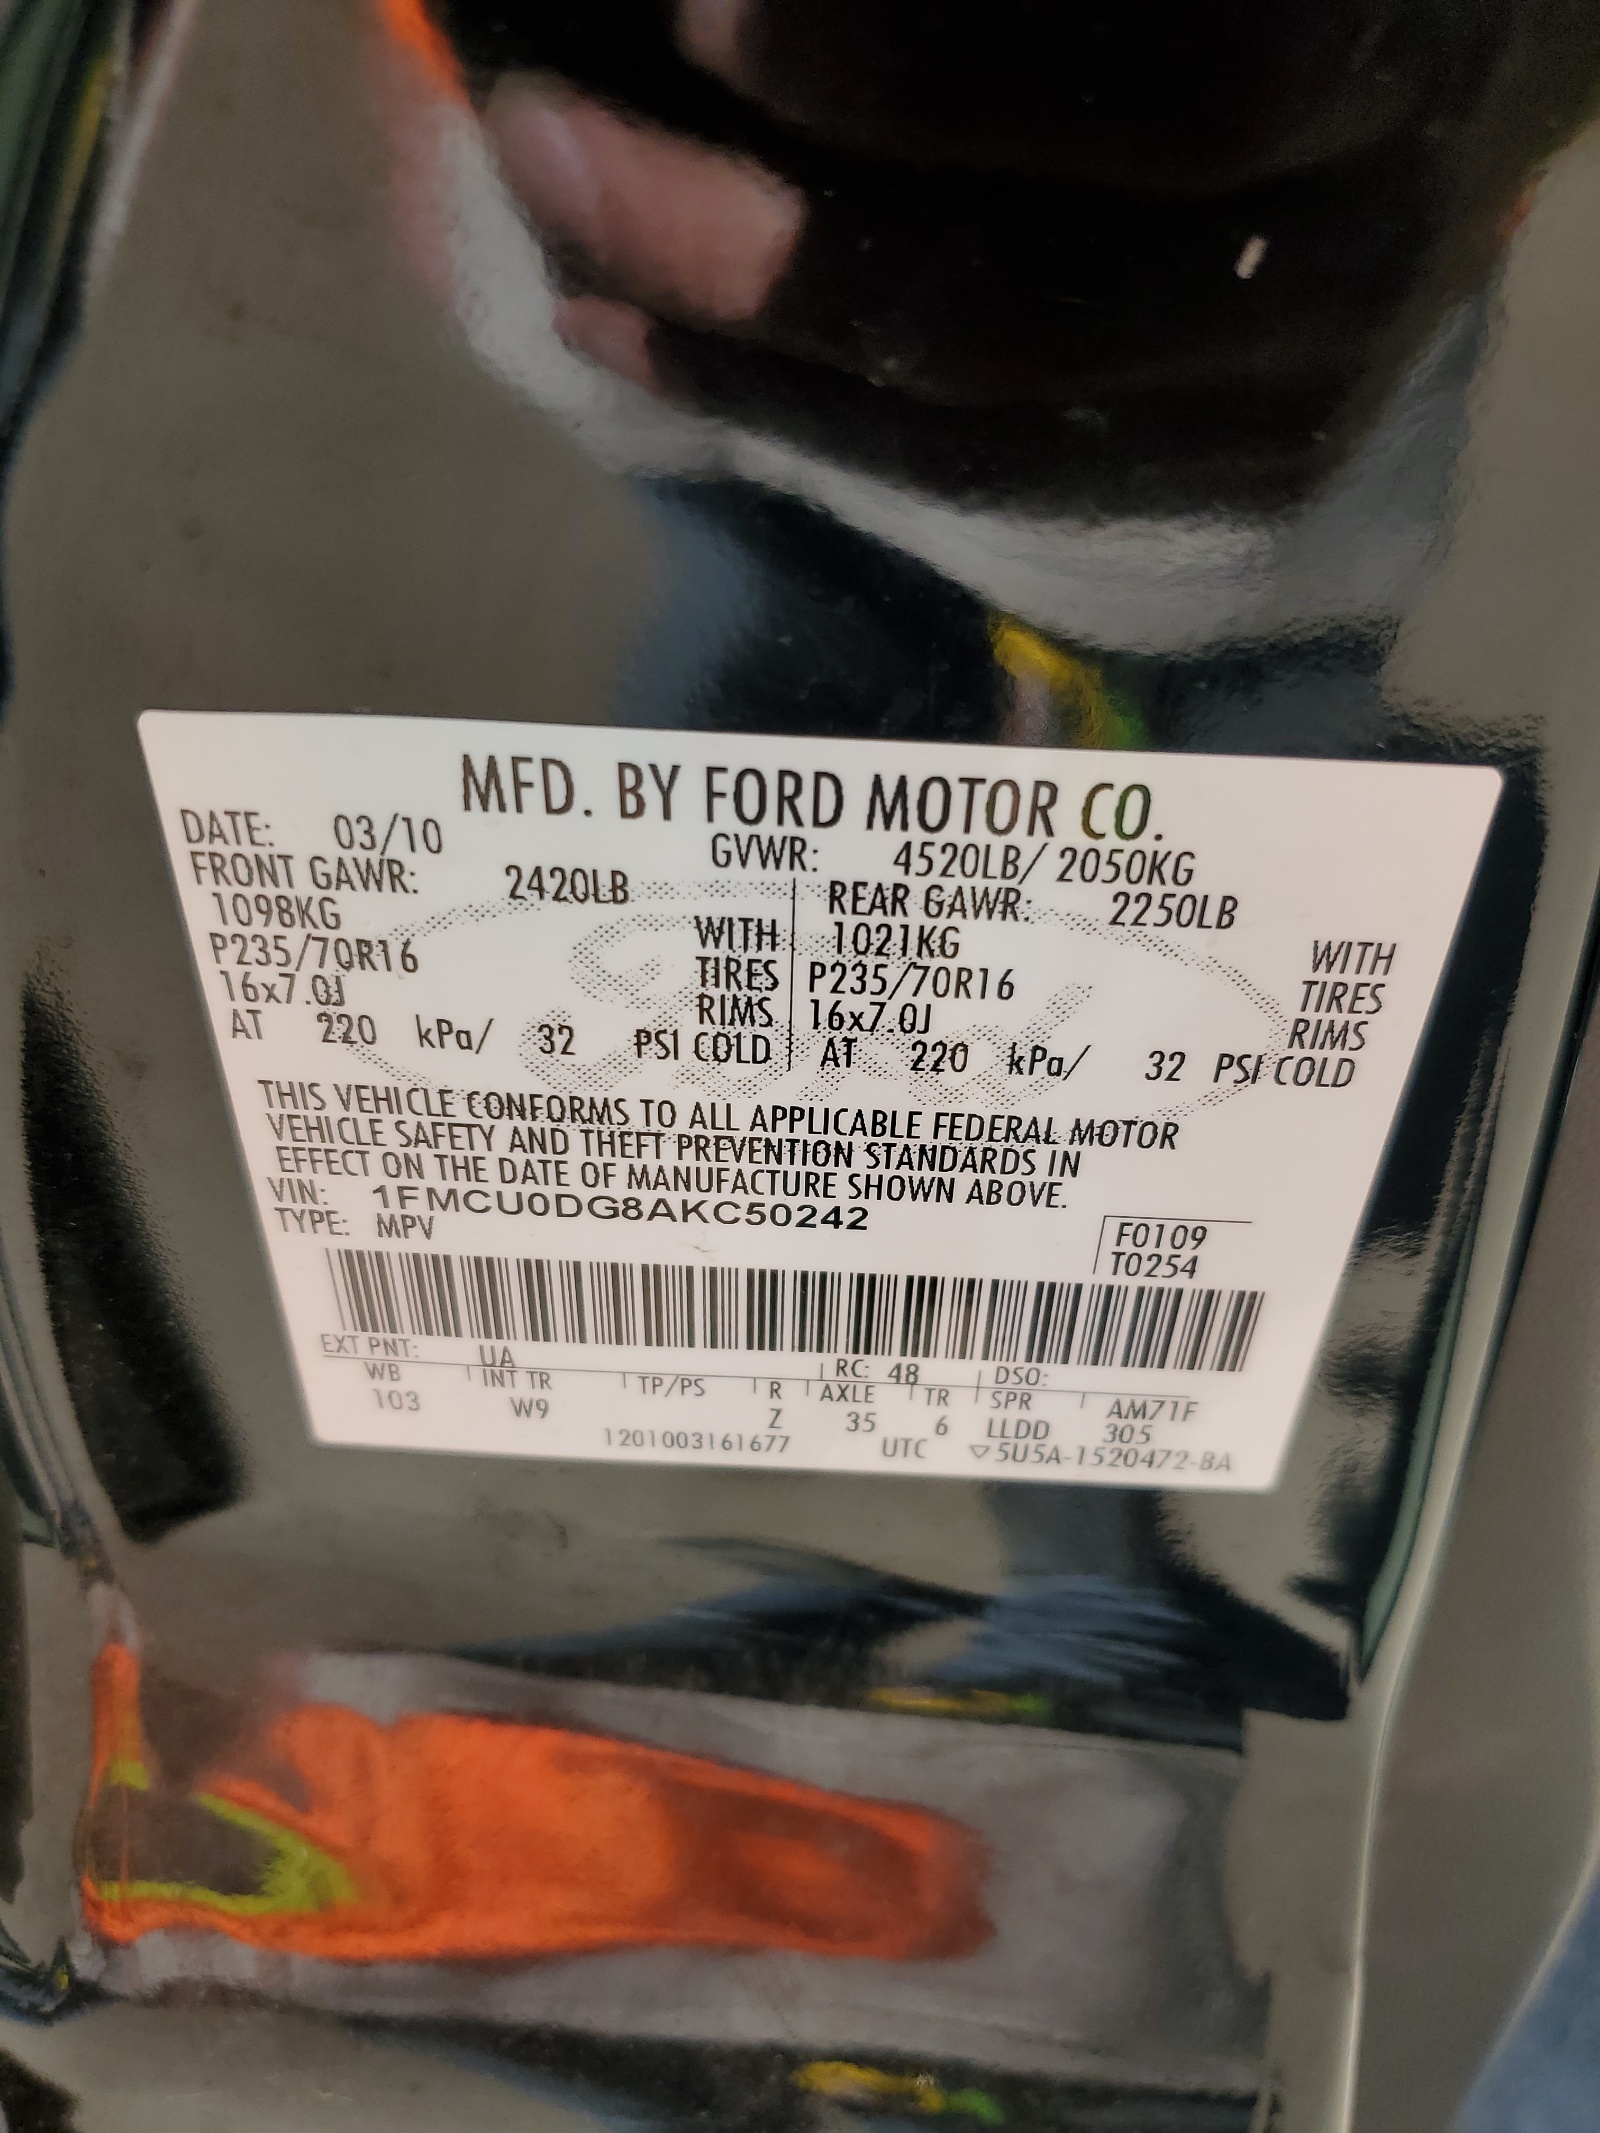 MFD. BY FORD MOTOR CO.
DATE: 03/10 GVWR: 4520LB/ 2050KG
FRONT GAWR: 2420LB REAR GAWR: 2250LB
1098KG WITH 1021KG WITH
P235/70R16 TIRES P235/70R16 TIRES
16x7.0J RIMS 16x7.0J RIMS
AT 220 kPa/ 32 PSI COLD AT 220 kPa/ 32 PSI COLD
THIS VEHICLE CONFORMS TO ALL APPLICABLE FEDERAL MOTOR
VEHICLE SAFETY AND THEFT PREVENTION STANDARDS IN
EFFECT ON THE DATE OF MANUFACTURE SHOWN ABOVE.
VIN: 1FMCU0DG8AKC50242
TYPE: MPV F0109
T0254
EXT PNT: UA RC: 48 DSO:
WB INT TR TP/PS R AXLE TR SPR AM71F
103 W9 Z 35 6 LLDD 305
1201003161677 UTC ▽5U5A-1520472-BA